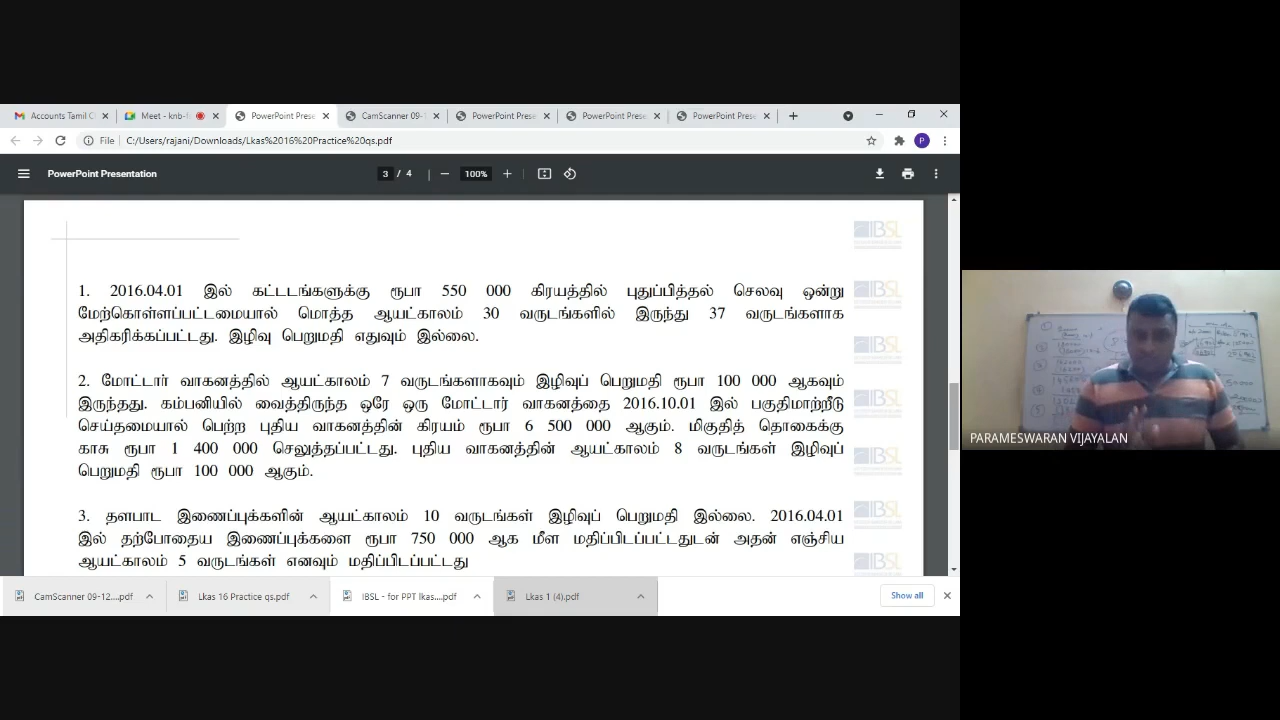 Accounts Tamil C
Meet - knb-f
PowerPoint Prese
CamScanner 09-1
PowerPoint Prese
PowerPoint Prese
PowerPoint Prese
File
C:/Users/rajani/Downloads/Lkas%2016%20Practice%20qs.pdf
P
PowerPoint Presentation
3 / 4
100%
IBSL
1. 2016.04.01 இல் கட்டடங்களுக்கு ரூபா 550 000 கிரயத்தில் புதுப்பித்தல் செலவு ஒன்று
மேற்கொள்ளப்பட்டமையால் மொத்த ஆயட்காலம் 30 வருடங்களில் இருந்து 37 வருடங்களாக
அதிகரிக்கப்பட்டது. இழிவு பெறுமதி எதுவும் இல்லை.
2. மோட்டார் வாகனத்தில் ஆயட்காலம் 7 வருடங்களாகவும் இழிவுப் பெறுமதி ரூபா 100 000 ஆகவும்
இருந்தது. கம்பனியில் வைத்திருந்த ஒரே ஒரு மோட்டார் வாகனத்தை 2016.10.01 இல் பகுதிமாற்றீடு
செய்தமையால் பெற்ற புதிய வாகனத்தின் கிரயம் ரூபா 6 500 000 ஆகும். மிகுதித் தொகைக்கு
காசு ரூபா 1 400 000 செலுத்தப்பட்டது. புதிய வாகனத்தின் ஆயட்காலம் 8 வருடங்கள் இழிவுப்
பெறுமதி ரூபா 100 000 ஆகும்.
3. தளபாட இணைப்புக்களின் ஆயட்காலம் 10 வருடங்கள் இழிவுப் பெறுமதி இல்லை. 2016.04.01
இல் தற்போதைய இணைப்புக்களை ரூபா 750 000 ஆக மீள மதிப்பிடப்பட்டதுடன் அதன் எஞ்சிய
ஆயட்காலம் 5 வருடங்கள் எனவும் மதிப்பிடப்பட்டது
CamScanner 09-12....pdf
Lkas 16 Practice qs.pdf
IBSL - for PPT lkas....pdf
Lkas 1 (4).pdf
Show all
PARAMESWARAN VIJAYALAN